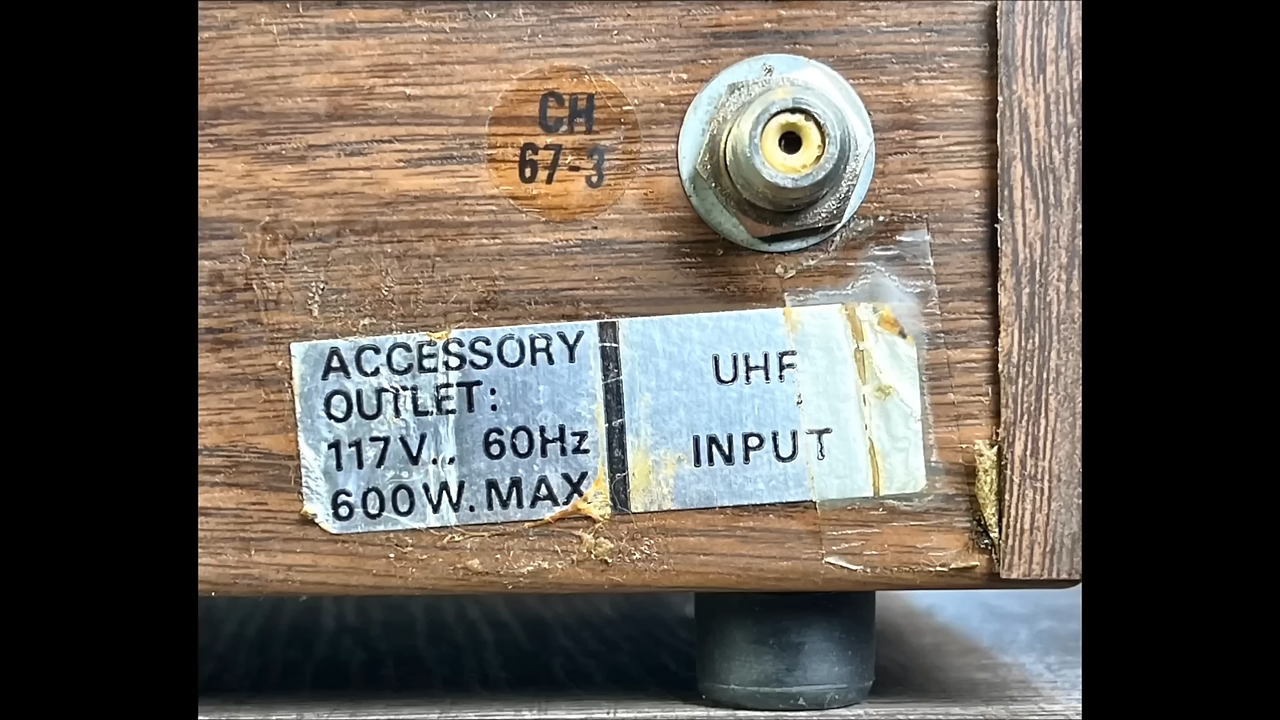 CH
67-3
ACCESSORY
OUTLET:
117V., 60Hz
600W. MAX
UHF
INPUT